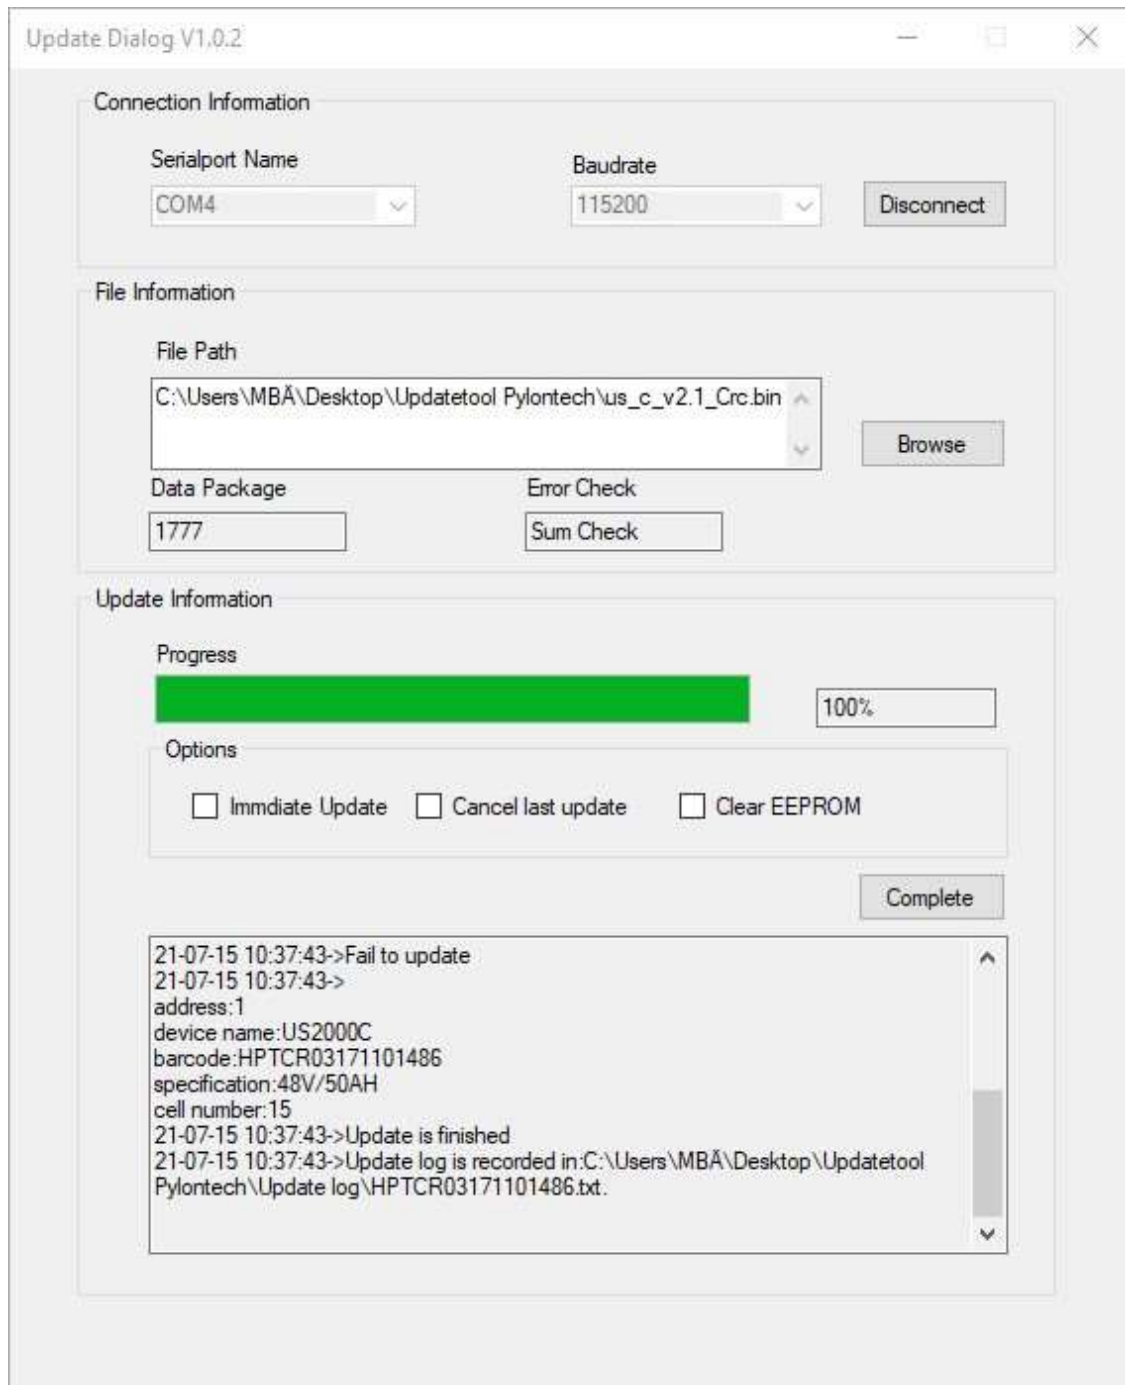 Update Dialog V1.0.2
Connection Information
Serialport Name
Baudrate
COM4
115200
Disconnect
File Information
File Path
C:\Users\MBÄ\Desktop\Updatetool Pylontech\us_c_v2.1_Crc.bin
Browse
Data Package
Error Check
1777
Sum Check
Update Information
Progress
100%
Options
Immdiate Update
Cancel last update
Clear EEPROM
Complete
21-07-15 10:37:43->Fail to update
21-07-15 10:37:43->
address:1
device name:US2000C
barcode:HPTCR03171101486
specification:48V/50AH
cell number:15
21-07-15 10:37:43->Update is finished
21-07-15 10:37:43->Update log is recorded in:C:\Users\MBÄ\Desktop\Updatetool
Pylontech\Update log\HPTCR03171101486.txt.